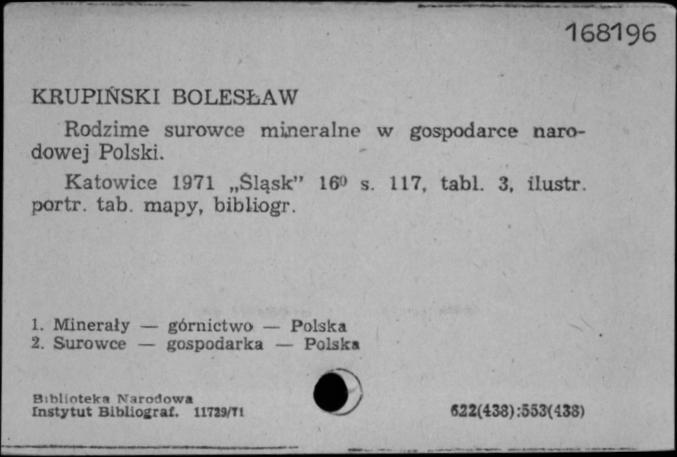 168196
KRUPIŃSKI BOLESŁAW
Rodzime surowce mineralne w gospodarce naro-
dowej Polski.
Katowice 1971 „Śląsk” 16⁰ s. 117, tabl. 3, ilustr.
portr. tab. mapy, bibliogr.
1. Minerały — górnictwo — Polska
2. Surowce — gospodarka — Polska
Biblioteka Narodowa
Instytut Bibliograf. 11729/71
622(438):553(438)